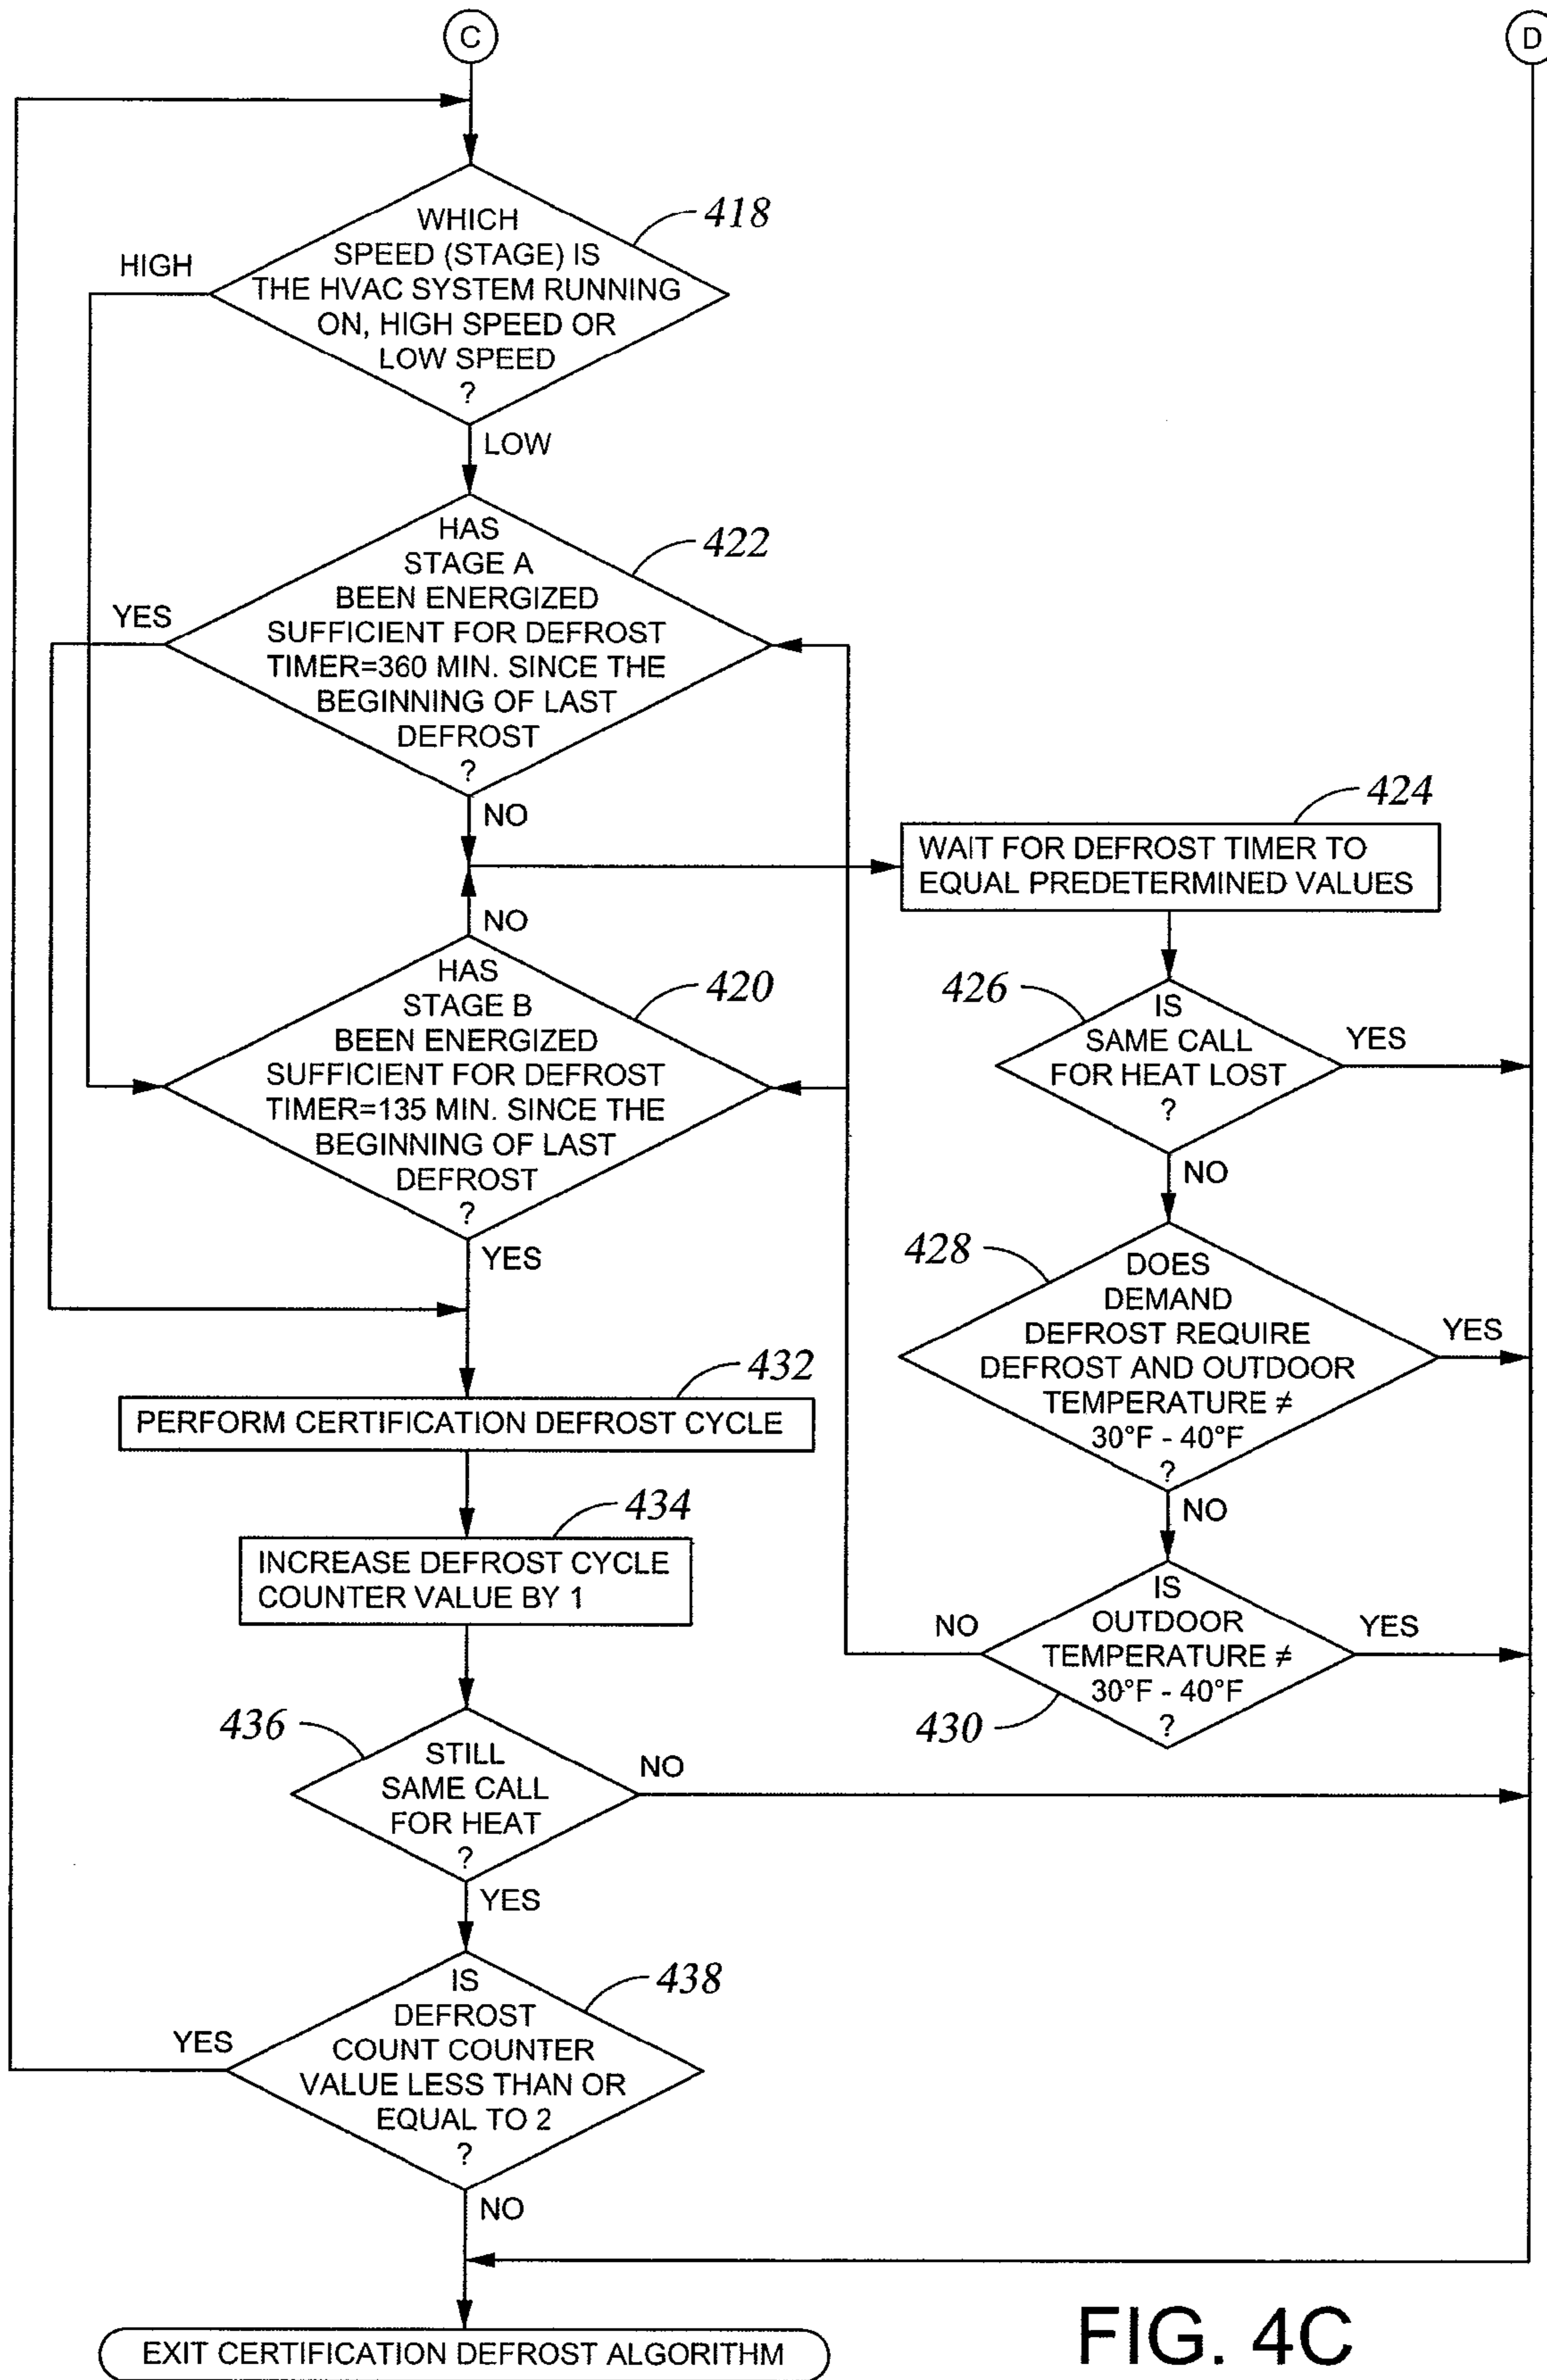 C
D
WHICH
SPEED (STAGE) IS
THE HVAC SYSTEM RUNNING
ON, HIGH SPEED OR
LOW SPEED
?
418
HIGH
LOW
HAS
STAGE A
BEEN ENERGIZED
SUFFICIENT FOR DEFROST
TIMER=360 MIN. SINCE THE
BEGINNING OF LAST
DEFROST
?
422
YES
NO
424
WAIT FOR DEFROST TIMER TO
EQUAL PREDETERMINED VALUES
NO
HAS
STAGE B
BEEN ENERGIZED
SUFFICIENT FOR DEFROST
TIMER=135 MIN. SINCE THE
BEGINNING OF LAST
DEFROST
?
420
YES
426
IS
SAME CALL
FOR HEAT LOST
?
YES
NO
428
DOES
DEMAND
DEFROST REQUIRE
DEFROST AND OUTDOOR
TEMPERATURE ≠
30°F - 40°F
?
YES
NO
IS
OUTDOOR
TEMPERATURE ≠
30°F - 40°F
?
NO
YES
430
432
PERFORM CERTIFICATION DEFROST CYCLE
434
INCREASE DEFROST CYCLE
COUNTER VALUE BY 1
436
STILL
SAME CALL
FOR HEAT
?
NO
YES
IS
DEFROST
COUNT COUNTER
VALUE LESS THAN OR
EQUAL TO 2
?
438
YES
NO
EXIT CERTIFICATION DEFROST ALGORITHM
FIG. 4C